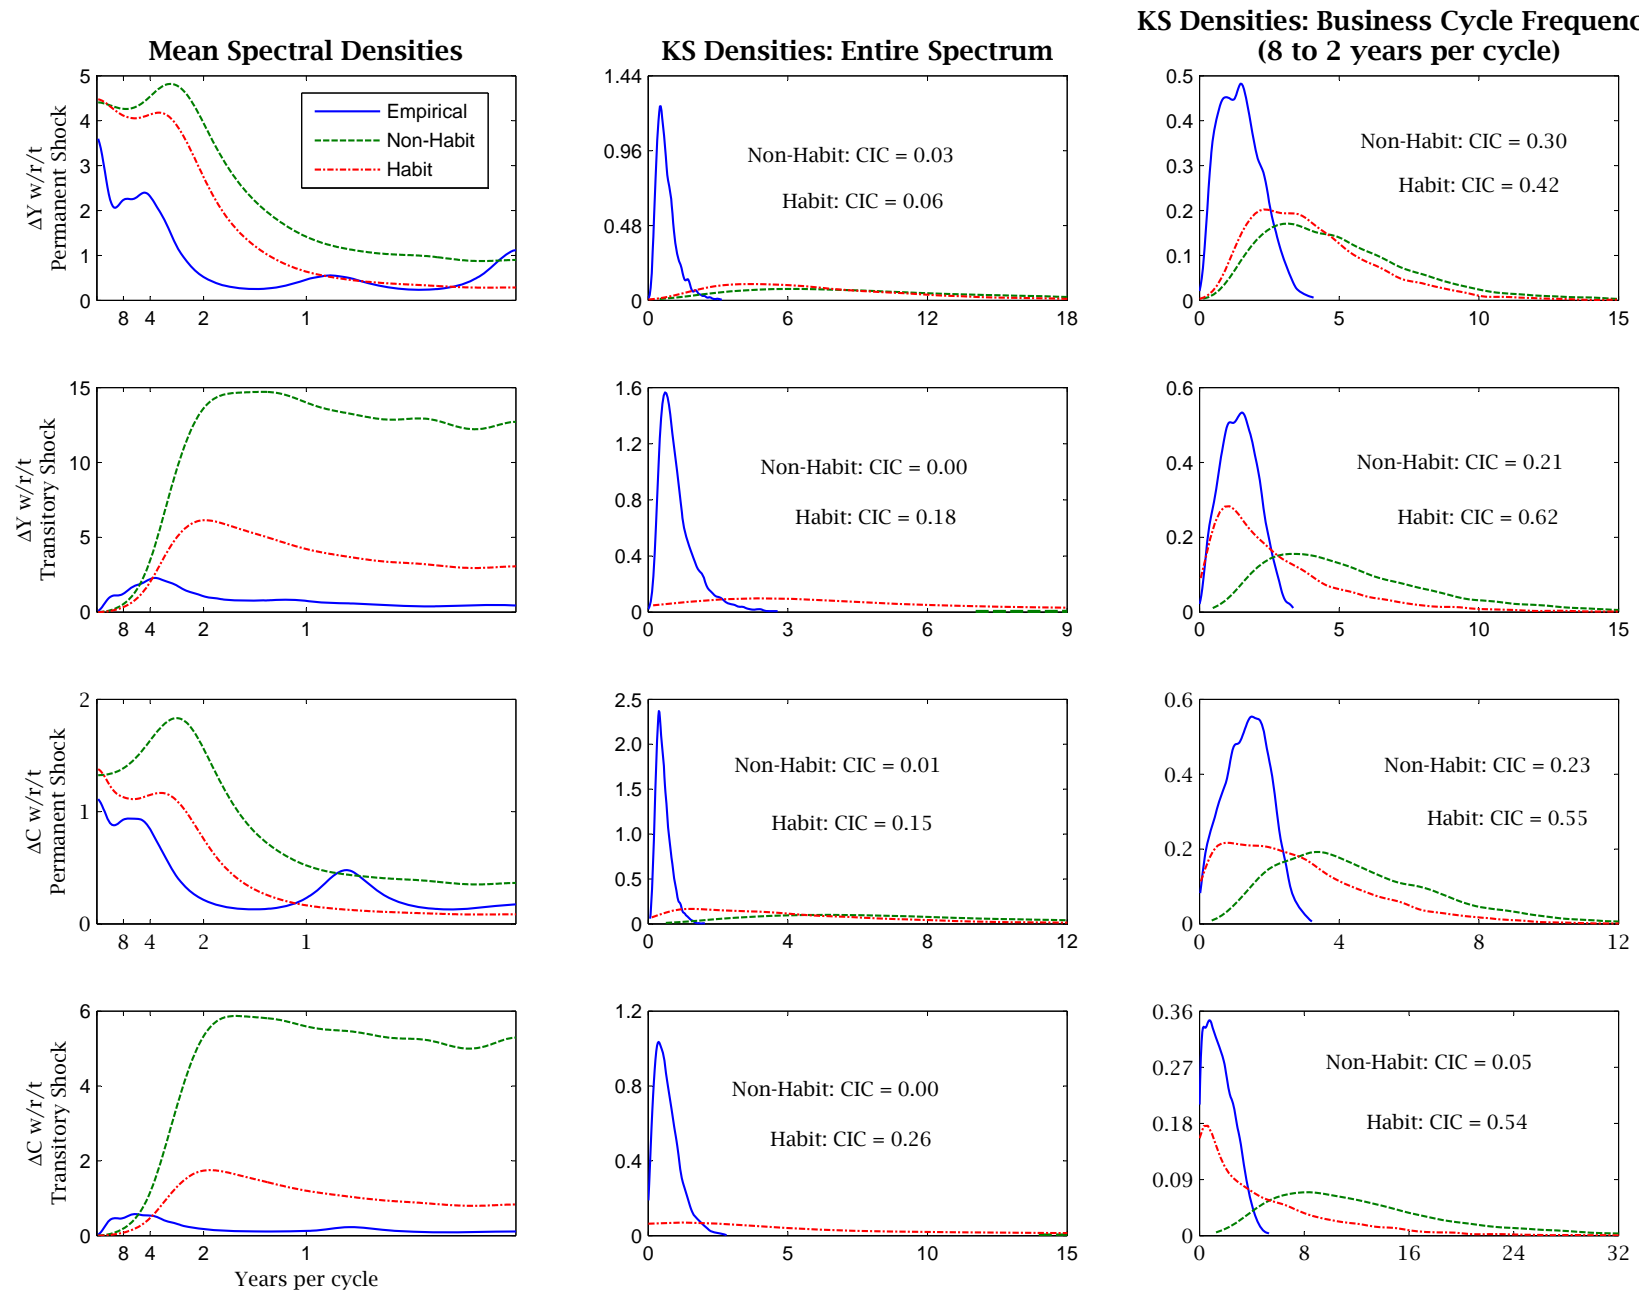 KS Densities: Business Cycle Frequenc
Mean Spectral Densities
KS Densities: Entire Spectrum
(8 to 2 years per cycle)
ΔY w/r/t
Permanent Shock
5
4
3
2
1
0
8 4 2 1
Empirical
Non-Habit
Habit
1.44
0.96
0.48
0
0 6 12 18
Non-Habit: CIC = 0.03
Habit: CIC = 0.06
0.5
0.4
0.3
0.2
0.1
0
0 5 10 15
Non-Habit: CIC = 0.30
Habit: CIC = 0.42
ΔY w/r/t
Transitory Shock
15
10
5
0
8 4 2 1
1.6
1.2
0.8
0.4
0
0 3 6 9
Non-Habit: CIC = 0.00
Habit: CIC = 0.18
0.6
0.4
0.2
0
0 5 10 15
Non-Habit: CIC = 0.21
Habit: CIC = 0.62
ΔC w/r/t
Permanent Shock
2
1
0
8 4 2 1
2.5
2.0
1.5
1.0
0.5
0
0 4 8 12
Non-Habit: CIC = 0.01
Habit: CIC = 0.15
0.6
0.4
0.2
0
0 4 8 12
Non-Habit: CIC = 0.23
Habit: CIC = 0.55
ΔC w/r/t
Transitory Shock
6
4
2
0
8 4 2 1
Years per cycle
1.2
0.8
0.4
0
0 5 10 15
Non-Habit: CIC = 0.00
Habit: CIC = 0.26
0.36
0.27
0.18
0.09
0
0 8 16 24 32
Non-Habit: CIC = 0.05
Habit: CIC = 0.54